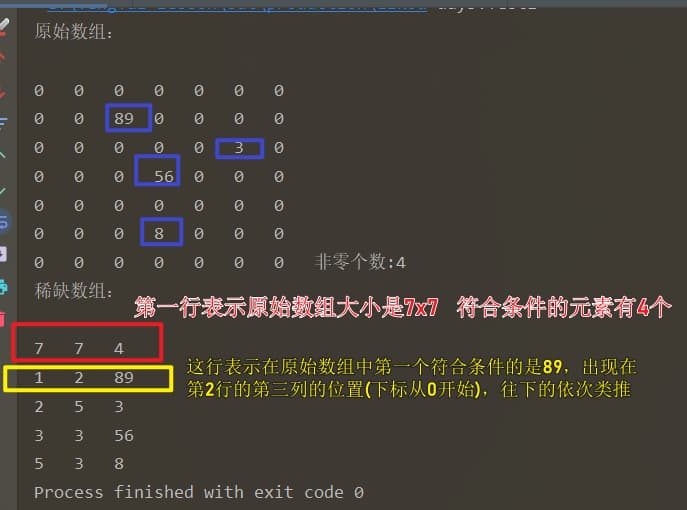 原始数组:
0 0 0 0 0 0 0
0 0 89 0 0 0 0
0 0 0 0 0 3 0
0 0 0 56 0 0 0
0 0 0 0 0 0 0
0 0 0 8 0 0 0
0 0 0 0 0 0 0 非零个数:4
稀缺数组:
第一行表示原始数组大小是7x7 符合条件的元素有4个
7 7 4
1 2 89
这行表示在原始数组中第一个符合条件的是89，出现在
第2行的第三列的位置(下标从0开始)，往下的依次类推
2 5 3
3 3 56
5 3 8
Process finished with exit code 0